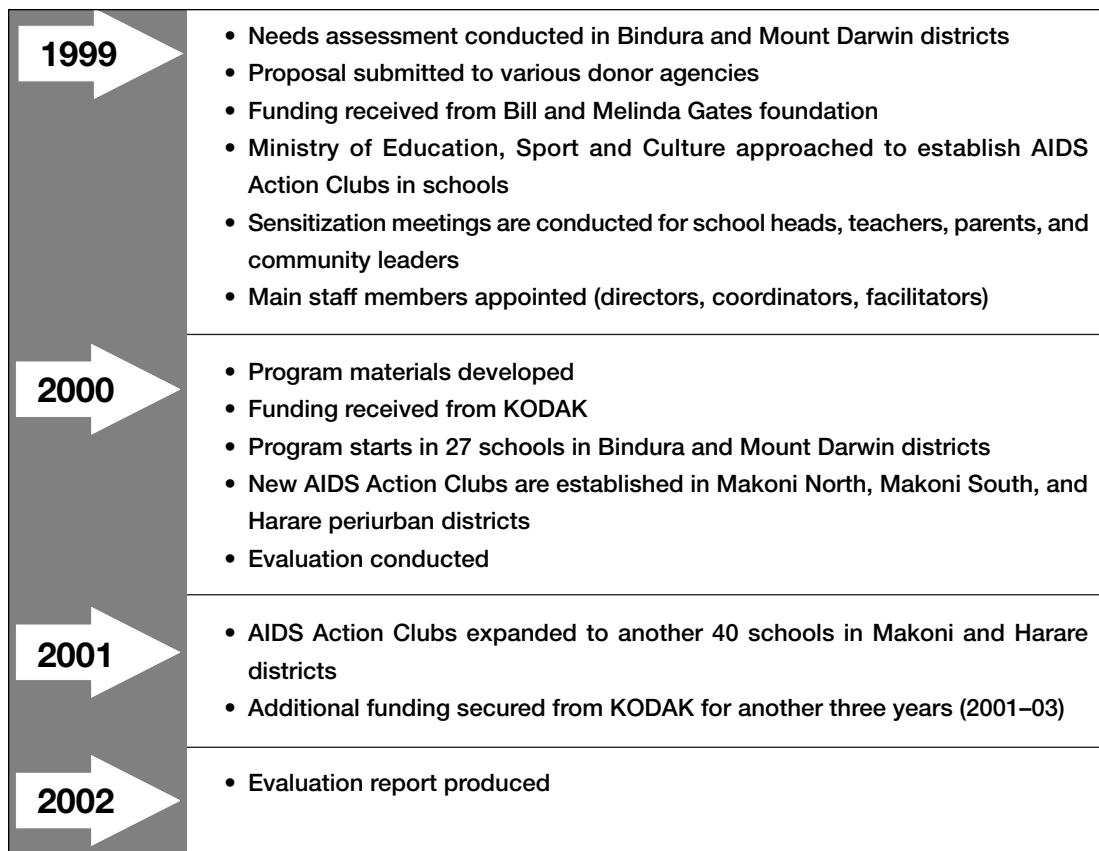 1999
• Needs assessment conducted in Bindura and Mount Darwin districts
• Proposal submitted to various donor agencies
• Funding received from Bill and Melinda Gates foundation
• Ministry of Education, Sport and Culture approached to establish AIDS
Action Clubs in schools
• Sensitization meetings are conducted for school heads, teachers, parents, and
community leaders
• Main staff members appointed (directors, coordinators, facilitators)
2000
• Program materials developed
• Funding received from KODAK
• Program starts in 27 schools in Bindura and Mount Darwin districts
• New AIDS Action Clubs are established in Makoni North, Makoni South, and
Harare periurban districts
• Evaluation conducted
2001
• AIDS Action Clubs expanded to another 40 schools in Makoni and Harare
districts
• Additional funding secured from KODAK for another three years (2001–03)
2002
• Evaluation report produced